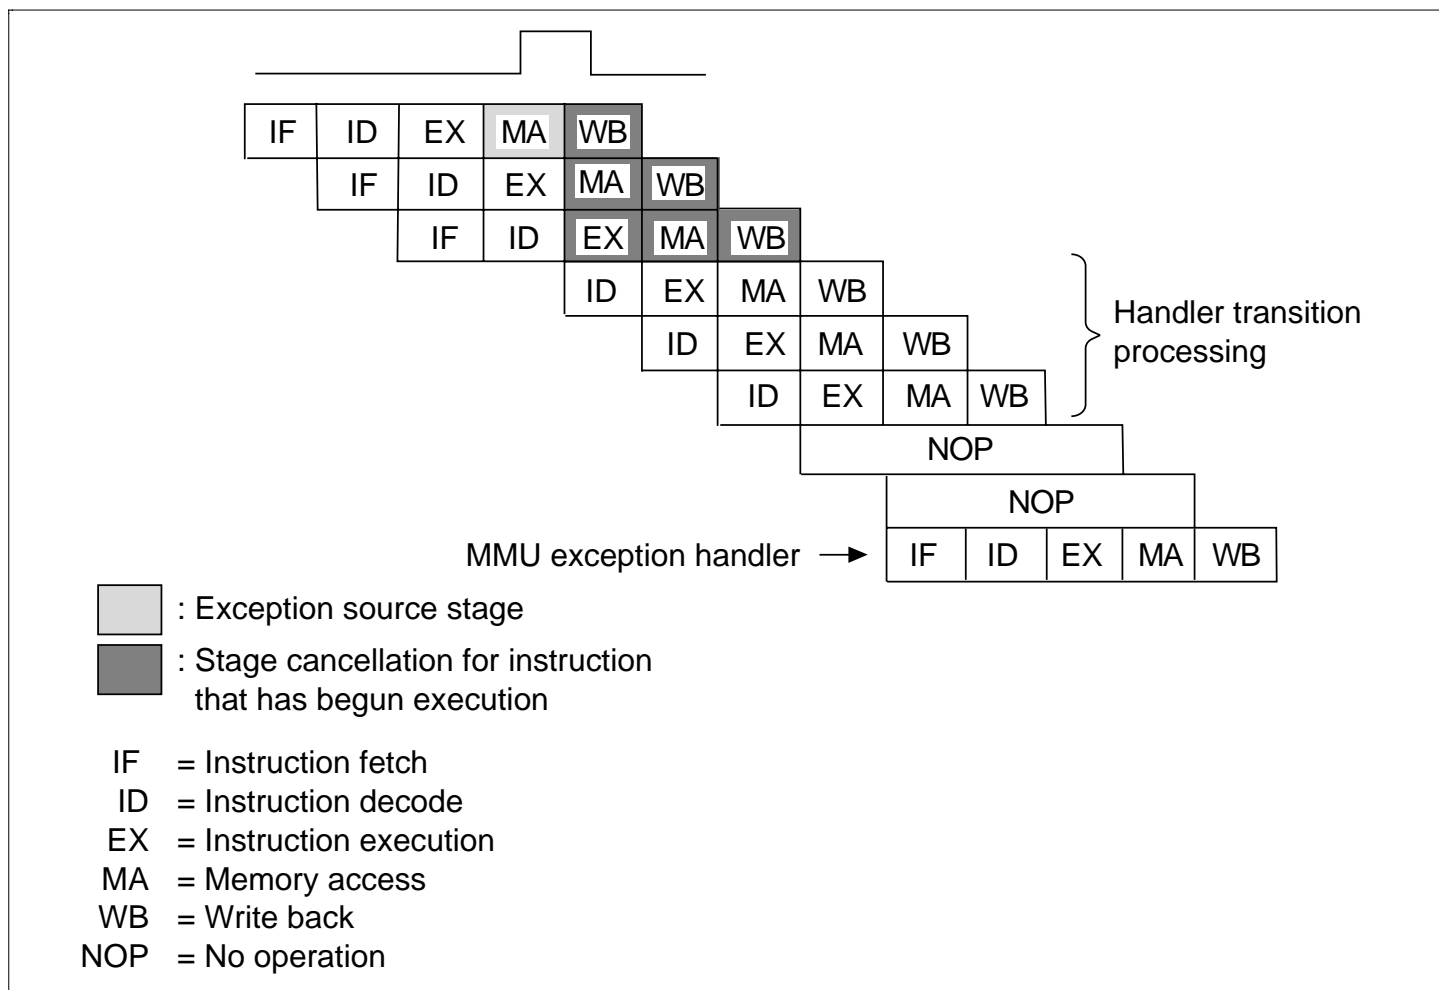 IF ID EX MA WB
IF ID EX MA WB
IF ID EX MA WB
ID EX MA WB
ID EX MA WB
ID EX MA WB
Handler transition
processing
NOP
NOP
MMU exception handler IF ID EX MA WB
: Exception source stage
: Stage cancellation for instruction
that has begun execution
IF = Instruction fetch
ID = Instruction decode
EX = Instruction execution
MA = Memory access
WB = Write back
NOP = No operation